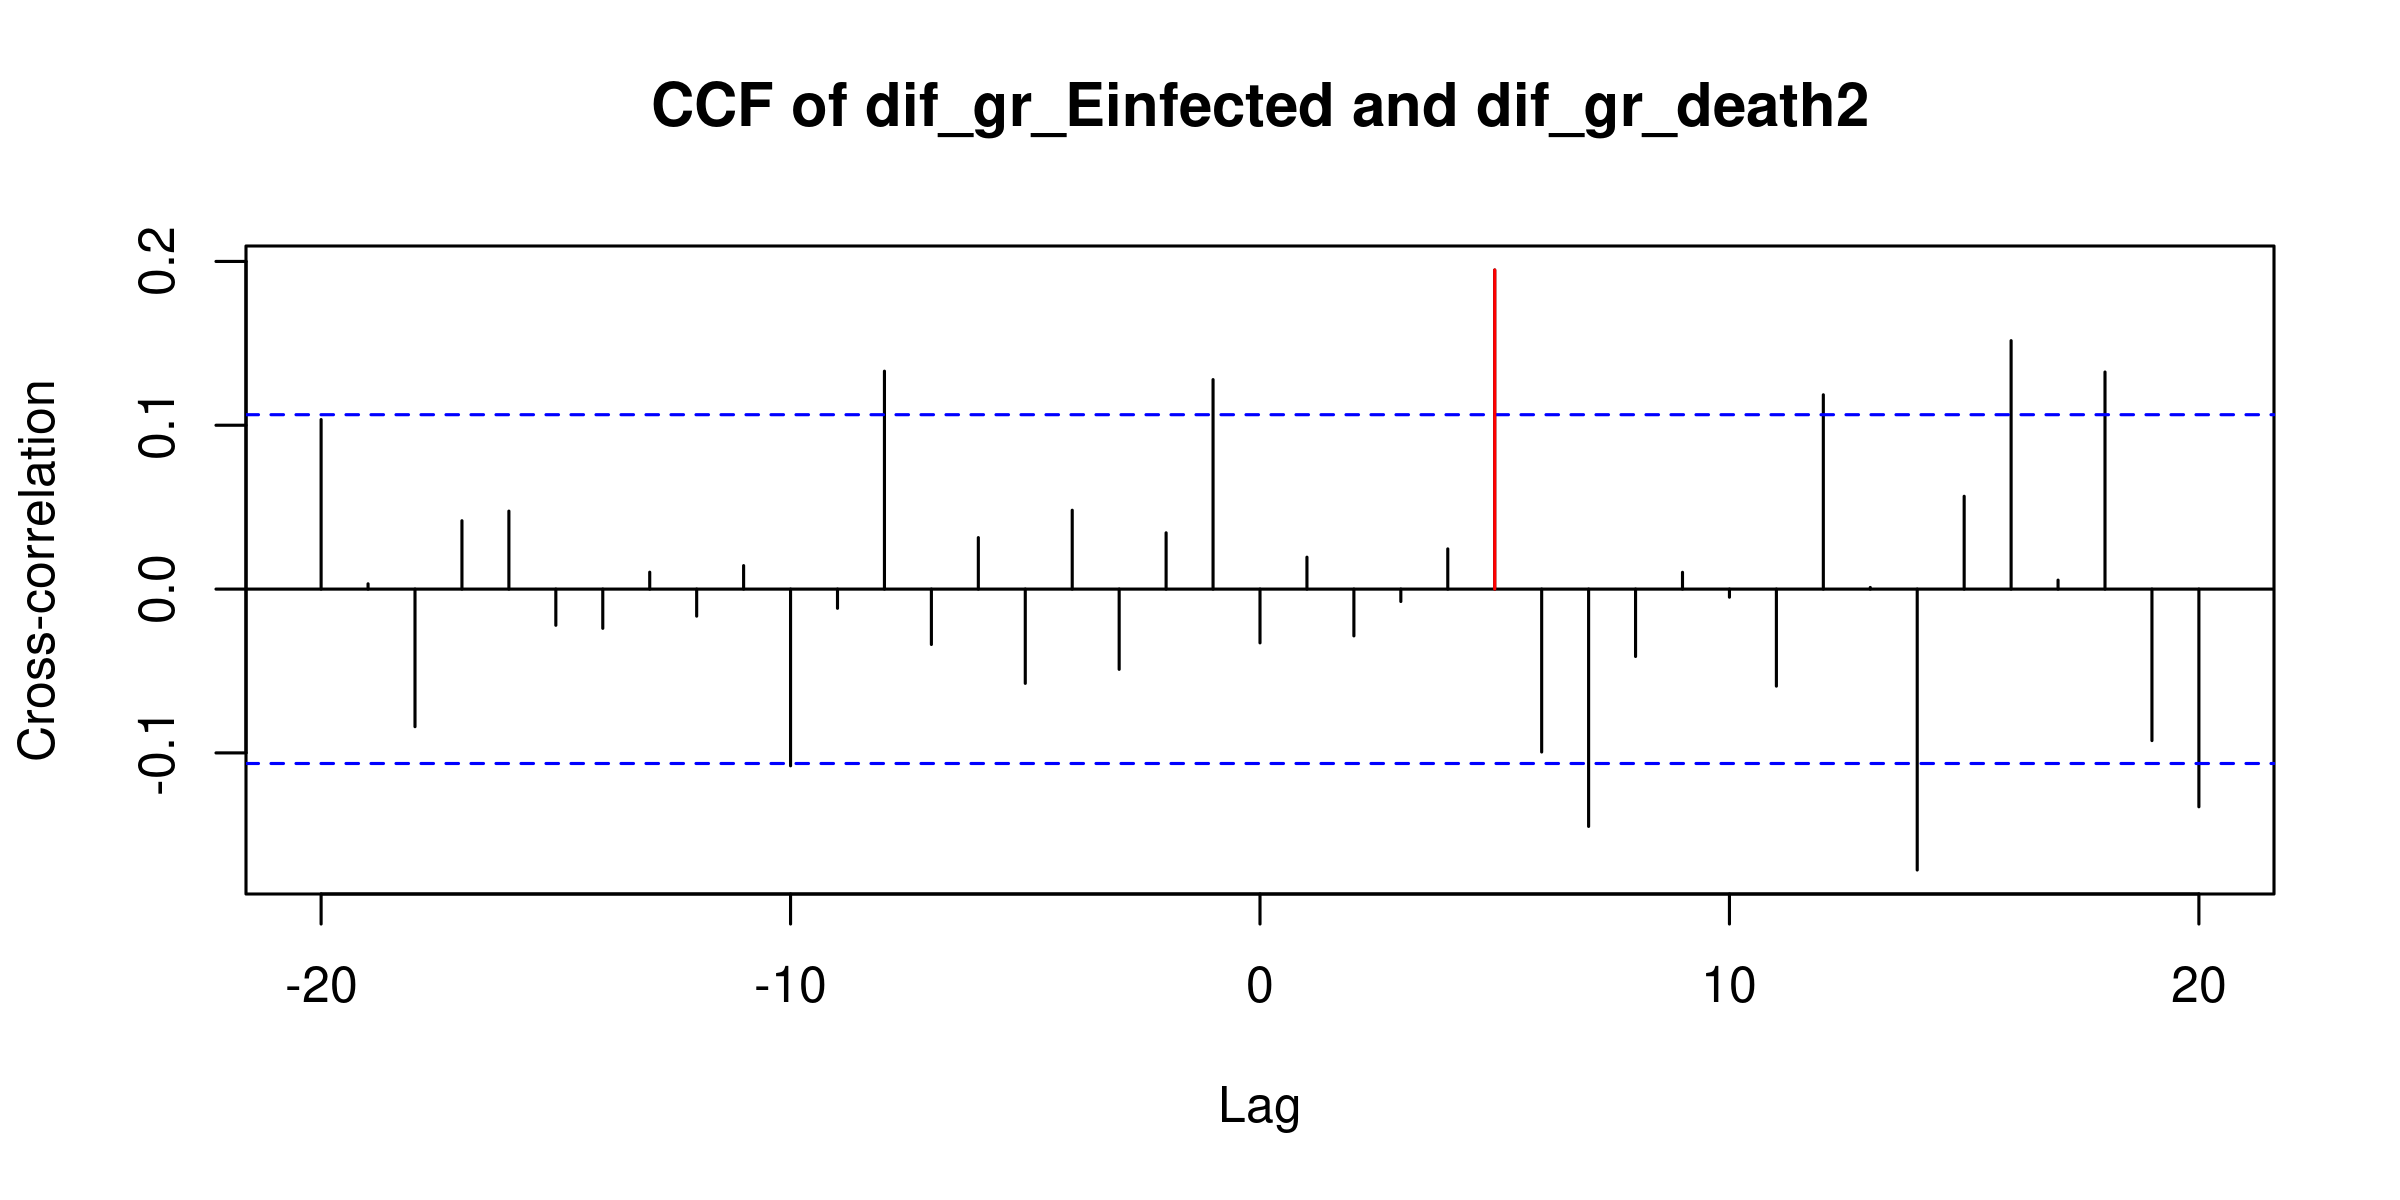 CCF of dif_gr_Einfected and dif_gr_death2
Cross-correlation
0.2
0.1
0.0
-0.1
-20 -10 0 10 20
Lag